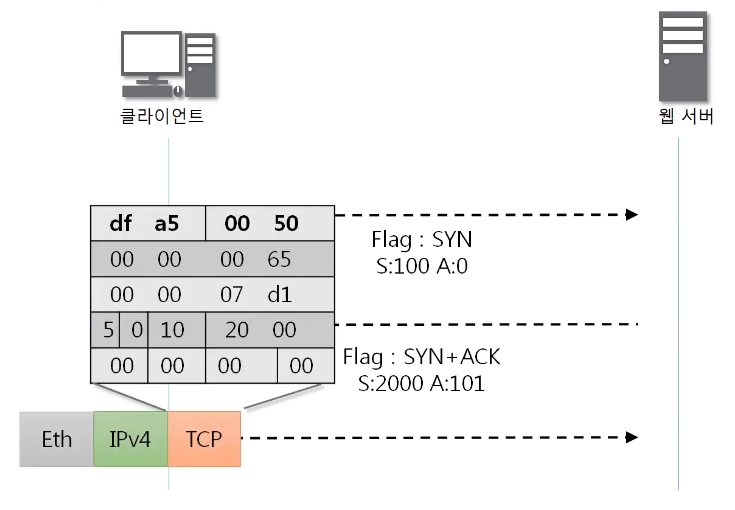 클라이언트
웹 서버
df a5 00 50
00 00 00 65
00 00 07 d1
5 0 10 20 00
00 00 00 00
Flag : SYN
S:100 A:0
Flag : SYN+ACK
S:2000 A:101
Eth IPv4 TCP